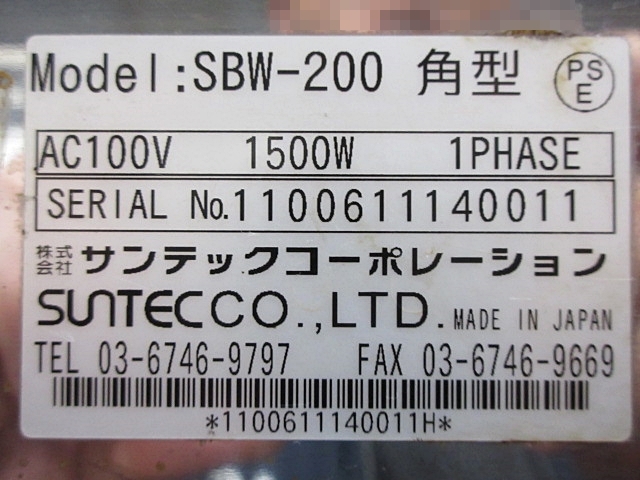 Model:SBW-200 角型 PSE
AC100V 1500W 1PHASE
SERIAL No.1100611140011
株式会社 サンテックコーポレーション
SUNTECCO.,LTD. MADE IN JAPAN
TEL 03-6746-9797 FAX 03-6746-9669
*1100611140011H*